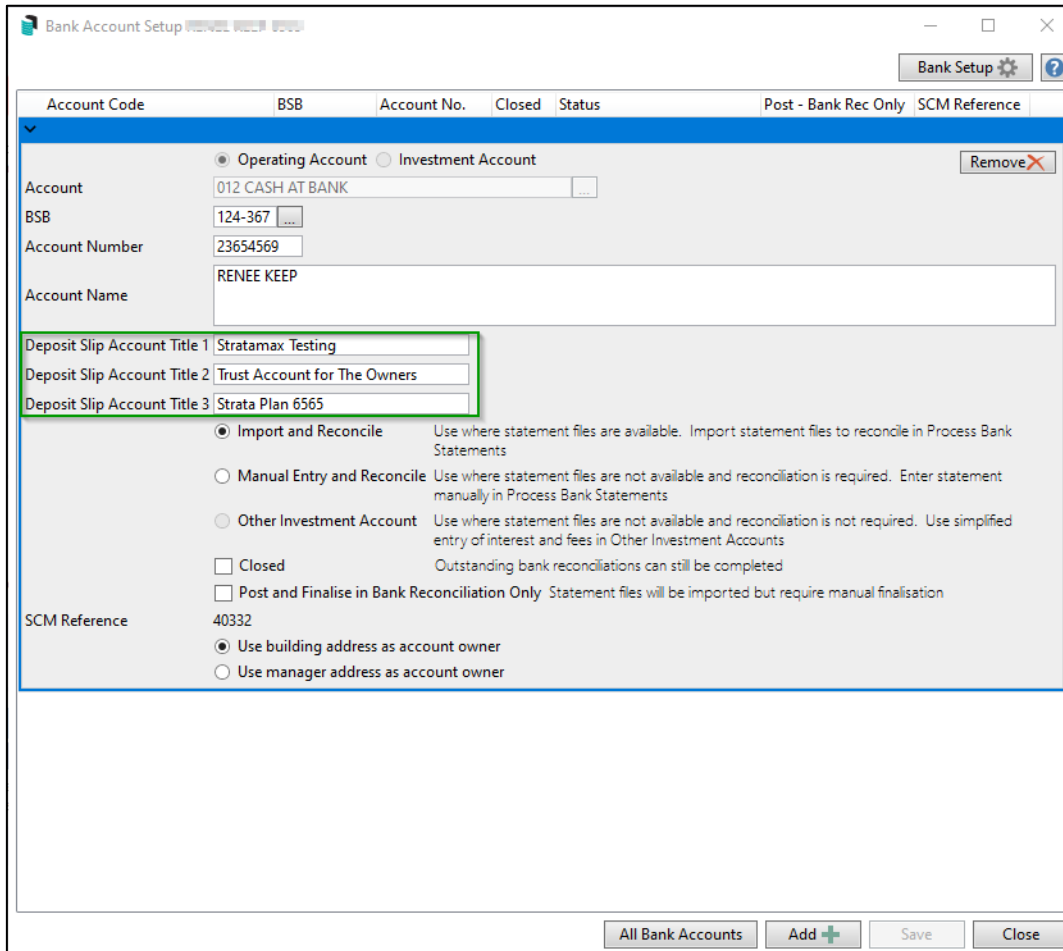 Bank Account Setup
Bank Setup
?
Account Code BSB Account No. Closed Status Post - Bank Rec Only SCM Reference
Operating Account Investment Account
Remove
Account 012 CASH AT BANK ...
BSB 124-367 ...
Account Number 23654569
Account Name RENEE KEEP
Deposit Slip Account Title 1 Stratamax Testing
Deposit Slip Account Title 2 Trust Account for The Owners
Deposit Slip Account Title 3 Strata Plan 6565
Import and Reconcile Use where statement files are available. Import statement files to reconcile in Process Bank
Statements
Manual Entry and Reconcile Use where statement files are not available and reconciliation is required. Enter statement
manually in Process Bank Statements
Other Investment Account Use where statement files are not available and reconciliation is not required. Use simplified
entry of interest and fees in Other Investment Accounts
Closed Outstanding bank reconciliations can still be completed
Post and Finalise in Bank Reconciliation Only Statement files will be imported but require manual finalisation
SCM Reference 40332
Use building address as account owner
Use manager address as account owner
All Bank Accounts Add Save Close